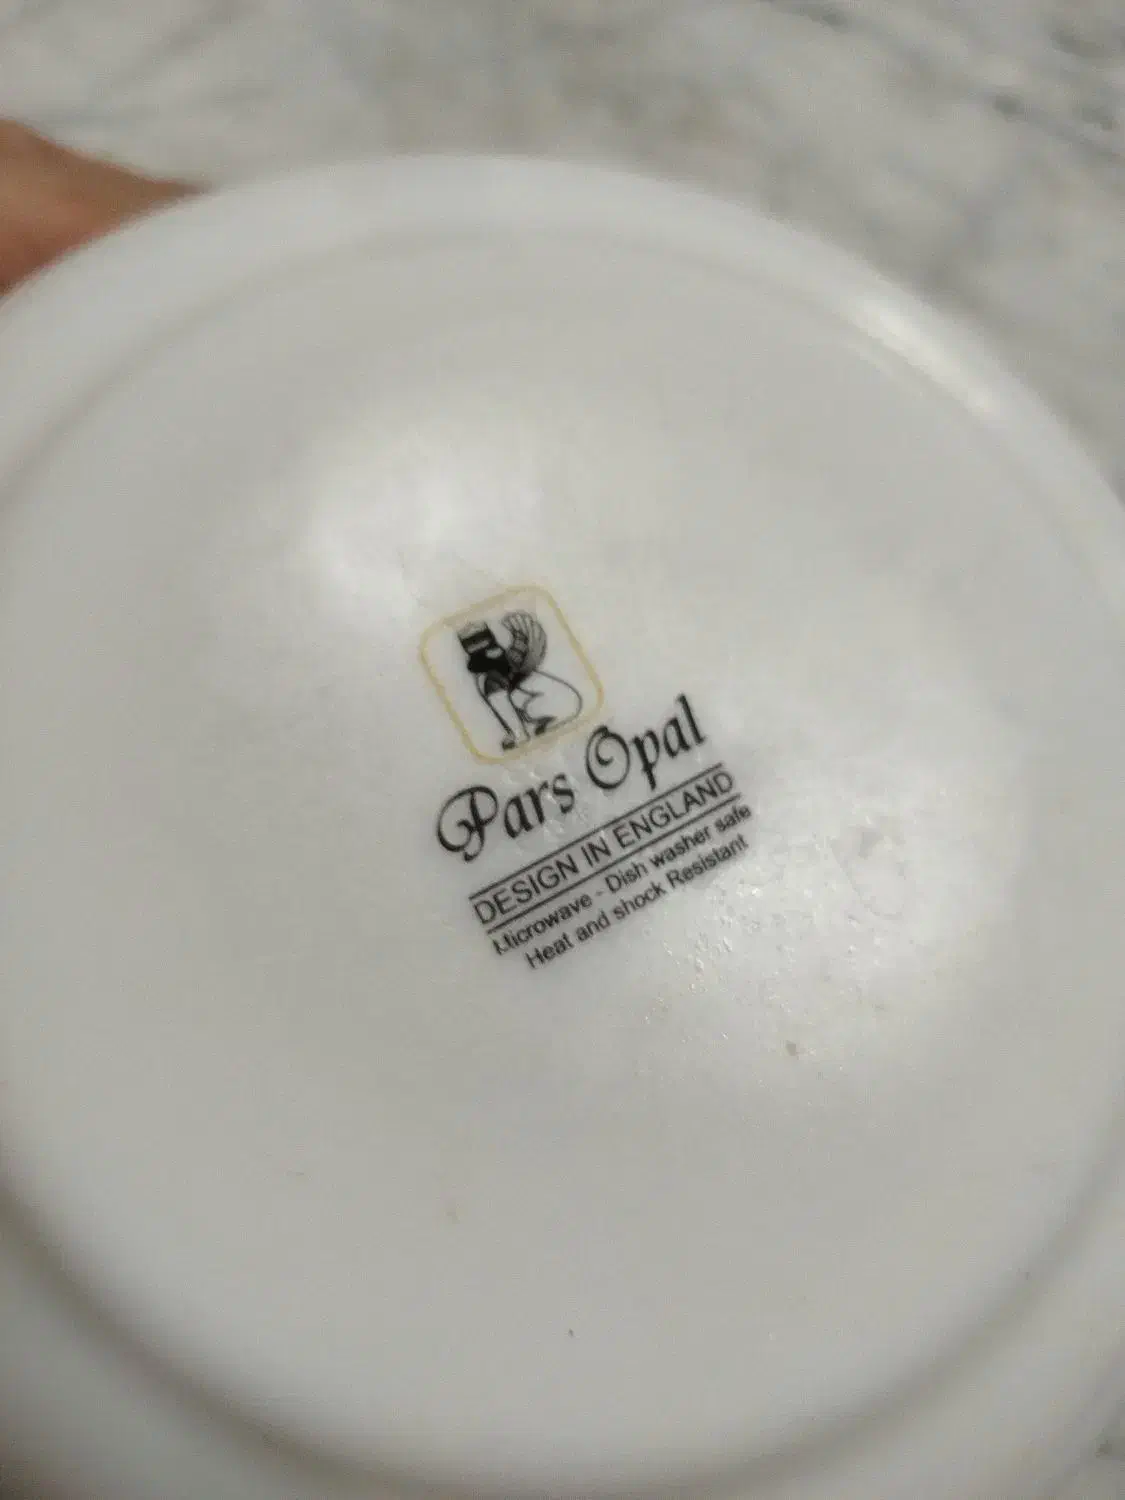 Pars Opal
DESIGN IN ENGLAND
Microwave - Dish washer safe
Heat and shock Resistant